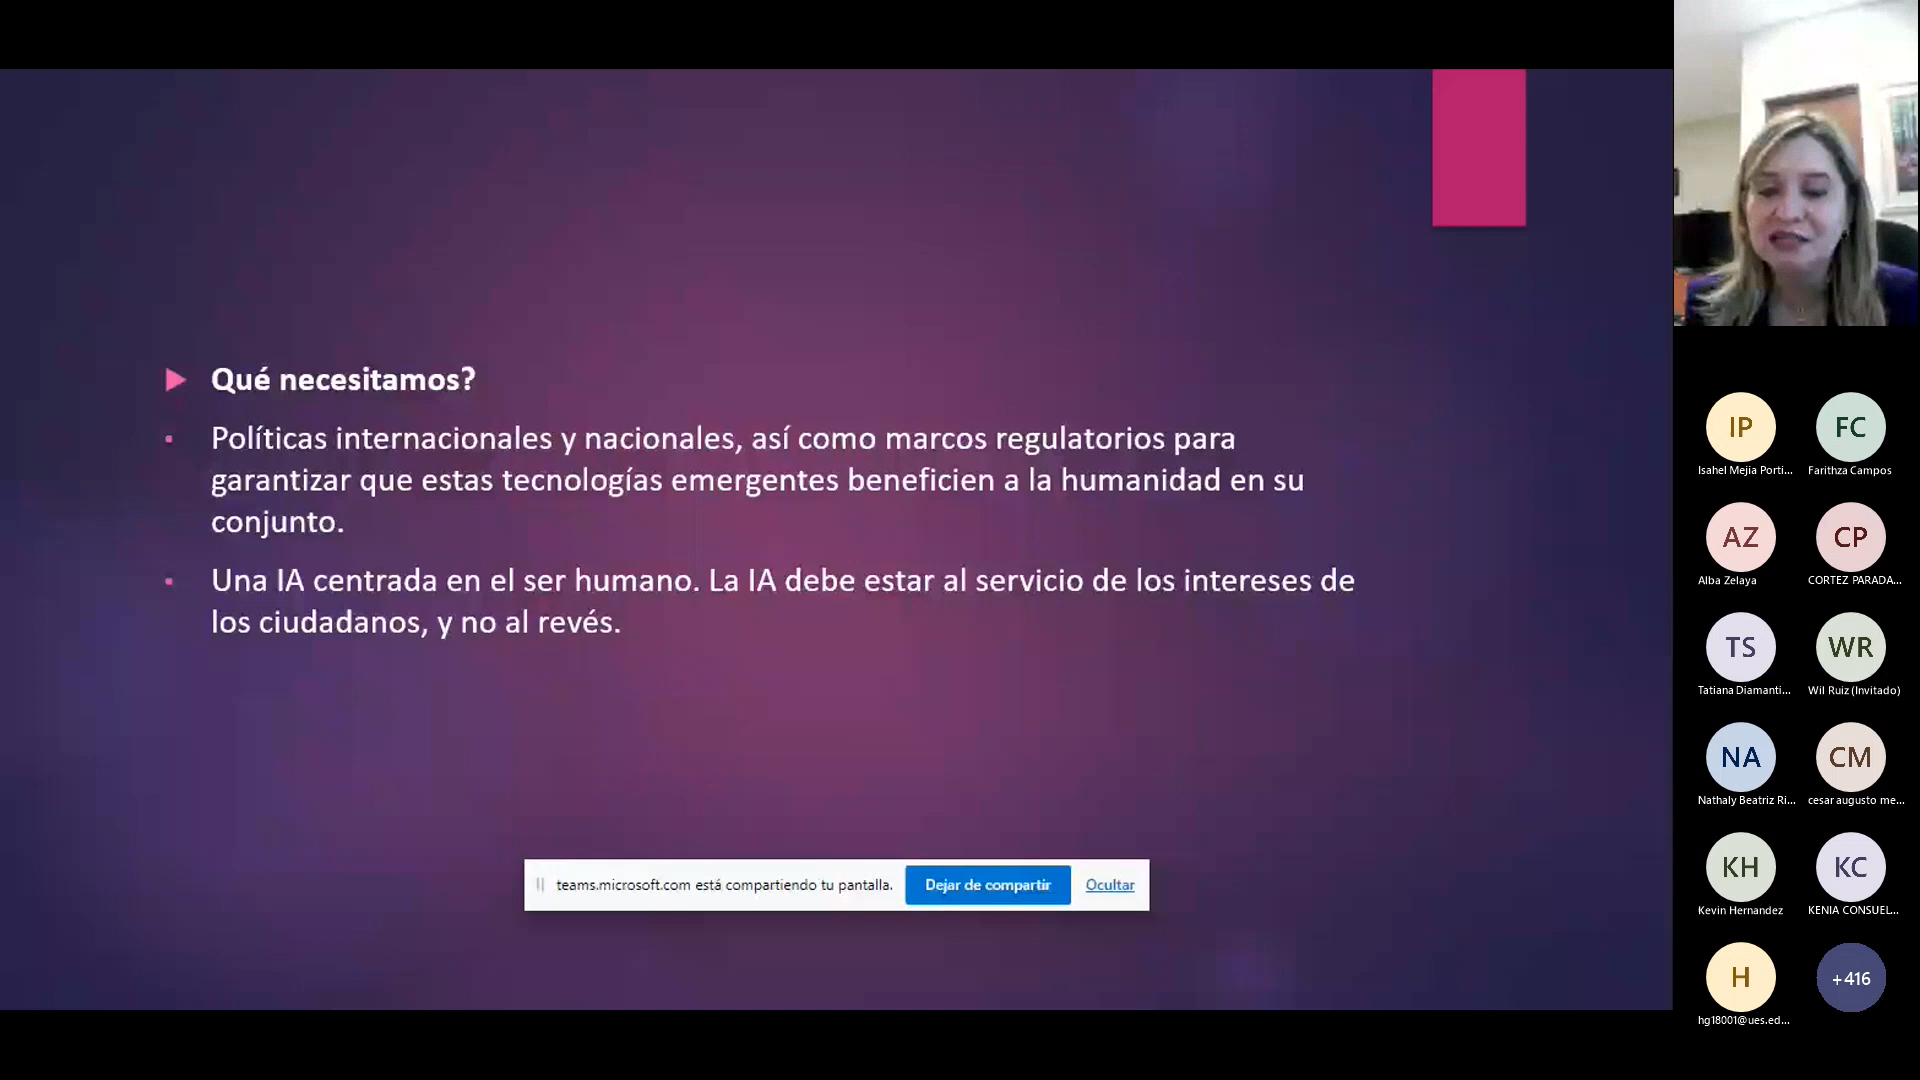 Qué necesitamos?
Políticas internacionales y nacionales, así como marcos regulatorios para
garantizar que estas tecnologías emergentes beneficien a la humanidad en su
conjunto.
Una IA centrada en el ser humano. La IA debe estar al servicio de los intereses de
los ciudadanos, y no al revés.
teams.microsoft.com está compartiendo tu pantalla. Dejar de compartir Ocultar
IP FC
Isahel Mejia Porti... Farithza Campos
AZ CP
Alba Zelaya CORTEZ PARADA...
TS WR
Tatiana Diamanti... Wil Ruiz (Invitado)
NA CM
Nathaly Beatriz Ri... cesar augusto me...
KH KC
Kevin Hernandez KENIA CONSUEL...
H +416
hg18001@ues.ed...